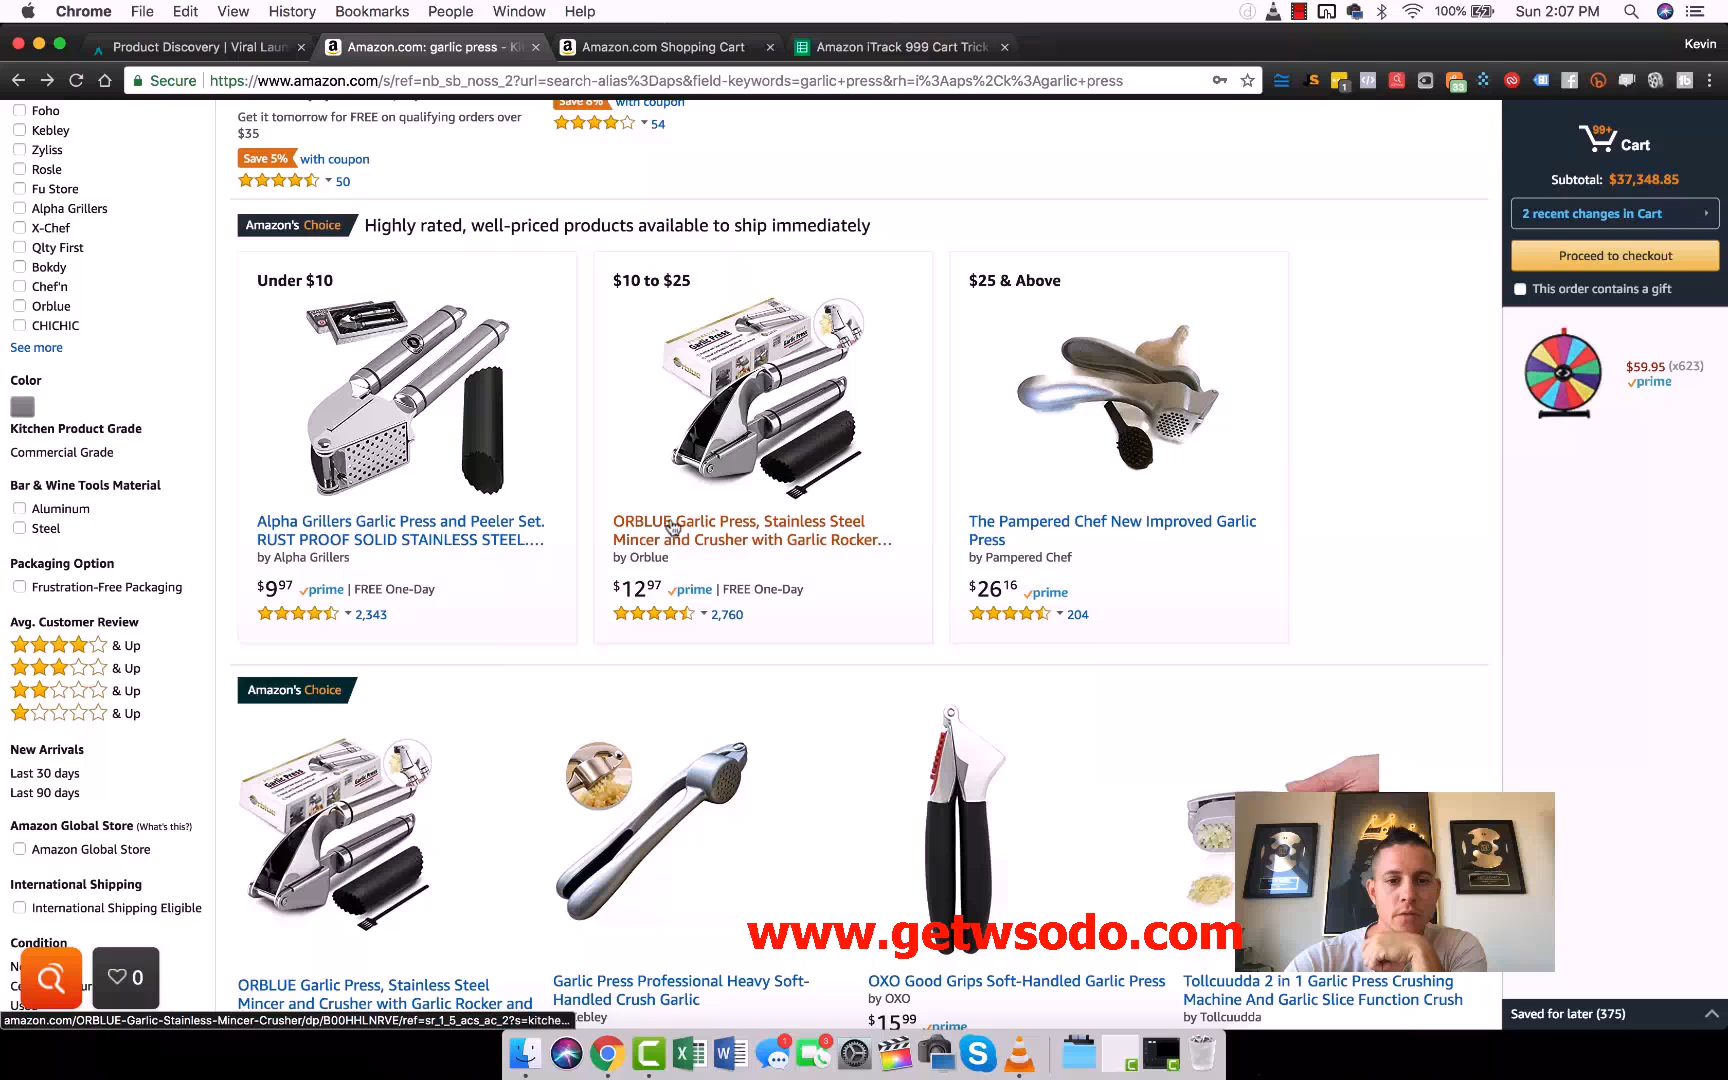 Chrome File Edit View History Bookmarks People Window Help
100% Sun 2:07 PM
Product Discovery | Viral Laun
Amazon.com: garlic press - Ki
Amazon.com Shopping Cart
Amazon iTrack 999 Cart Trick
Kevin
Secure https://www.amazon.com/s/ref=nb_sb_noss_2?url=search-alias%3Daps&field-keywords=garlic+press&rh=i%3Aaps%2Ck%3Agarlic+press
Foho
Kebley
Zyliss
Rosle
Fu Store
Alpha Grillers
X-Chef
Qlty First
Bokdy
Chef'n
Orblue
CHICHIC
See more
Color
Kitchen Product Grade
Commercial Grade
Bar & Wine Tools Material
Aluminum
Steel
Packaging Option
Frustration-Free Packaging
Avg. Customer Review
& Up
& Up
& Up
& Up
New Arrivals
Last 30 days
Last 90 days
Amazon Global Store (What's this?)
Amazon Global Store
International Shipping
International Shipping Eligible
Condition
0
Get it tomorrow for FREE on qualifying orders over
$35
Save 5% with coupon
50
Save 8% with coupon
54
Amazon's Choice Highly rated, well-priced products available to ship immediately
Under $10
Alpha Grillers Garlic Press and Peeler Set.
RUST PROOF SOLID STAINLESS STEEL....
by Alpha Grillers
$9 97 prime | FREE One-Day
2,343
$10 to $25
ORBLUE Garlic Press, Stainless Steel
Mincer and Crusher with Garlic Rocker...
by Orblue
$12 97 prime | FREE One-Day
2,760
$25 & Above
The Pampered Chef New Improved Garlic
Press
by Pampered Chef
$26 16 prime
204
Amazon's Choice
ORBLUE Garlic Press, Stainless Steel
Mincer and Crusher with Garlic Rocker and
Garlic Press Professional Heavy Soft-
Handled Crush Garlic
Kebley
OXO Good Grips Soft-Handled Garlic Press
by OXO
$15 99 prime
Tollcuudda 2 in 1 Garlic Press Crushing
Machine And Garlic Slice Function Crush
by Tollcuudda
www.getwsodo.com
99+ Cart
Subtotal: $37,348.85
2 recent changes in Cart
Proceed to checkout
This order contains a gift
$59.95 (x623)
prime
Saved for later (375)
amazon.com/ORBLUE-Garlic-Stainless-Mincer-Crusher/dp/B00HHLNRVE/ref=sr_1_5_acs_ac_2?s=kitche...